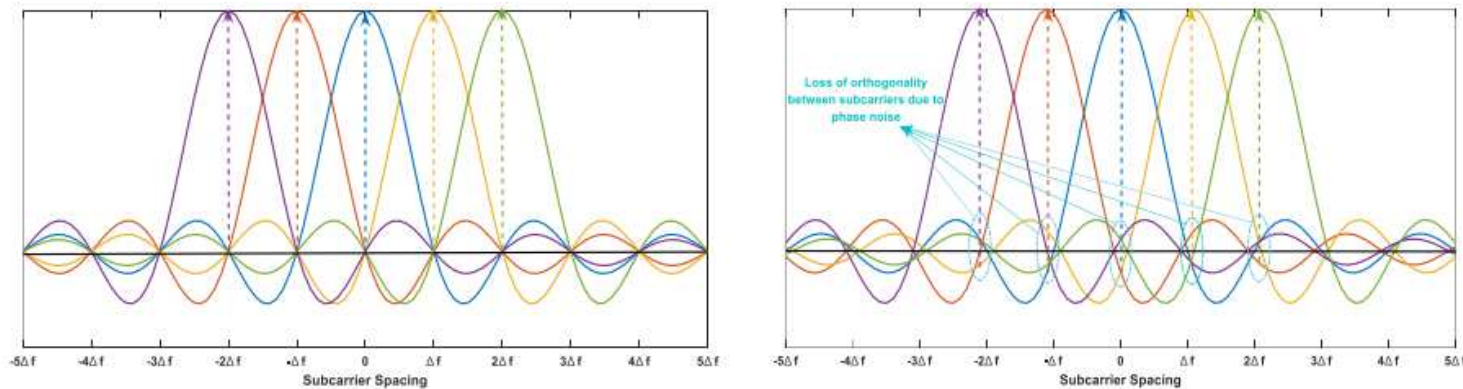 -5Δf -4Δf -3Δf -2Δf -Δf 0 Δf 2Δf 3Δf 4Δf 5Δf
Subcarrier Spacing
Loss of orthogonality
between subcarriers due to
phase noise
-5Δf -4Δf -3Δf -2Δf -Δf 0 Δf 2Δf 3Δf 4Δf 5Δf
Subcarrier Spacing